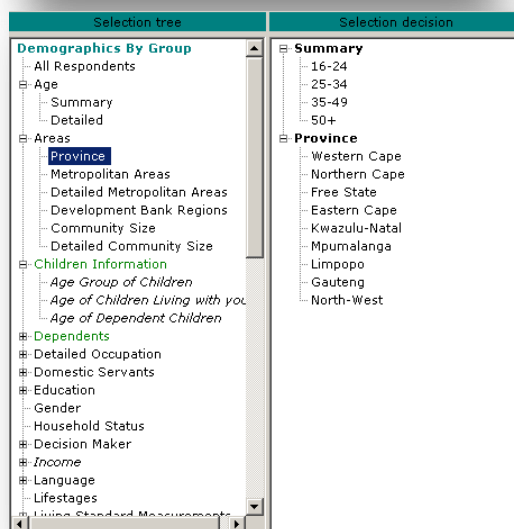 Selection tree
Demographics By Group
All Respondents
Age
Summary
Detailed
Areas
Province
Metropolitan Areas
Detailed Metropolitan Areas
Development Bank Regions
Community Size
Detailed Community Size
Children Information
Age Group of Children
Age of Children Living with you
Age of Dependent Children
Dependents
Detailed Occupation
Domestic Servants
Education
Gender
Household Status
Decision Maker
Income
Language
Lifestages
Living Standard Measurements
Selection decision
Summary
16-24
25-34
35-49
50+
Province
Western Cape
Northern Cape
Free State
Eastern Cape
Kwazulu-Natal
Mpumalanga
Limpopo
Gauteng
North-West